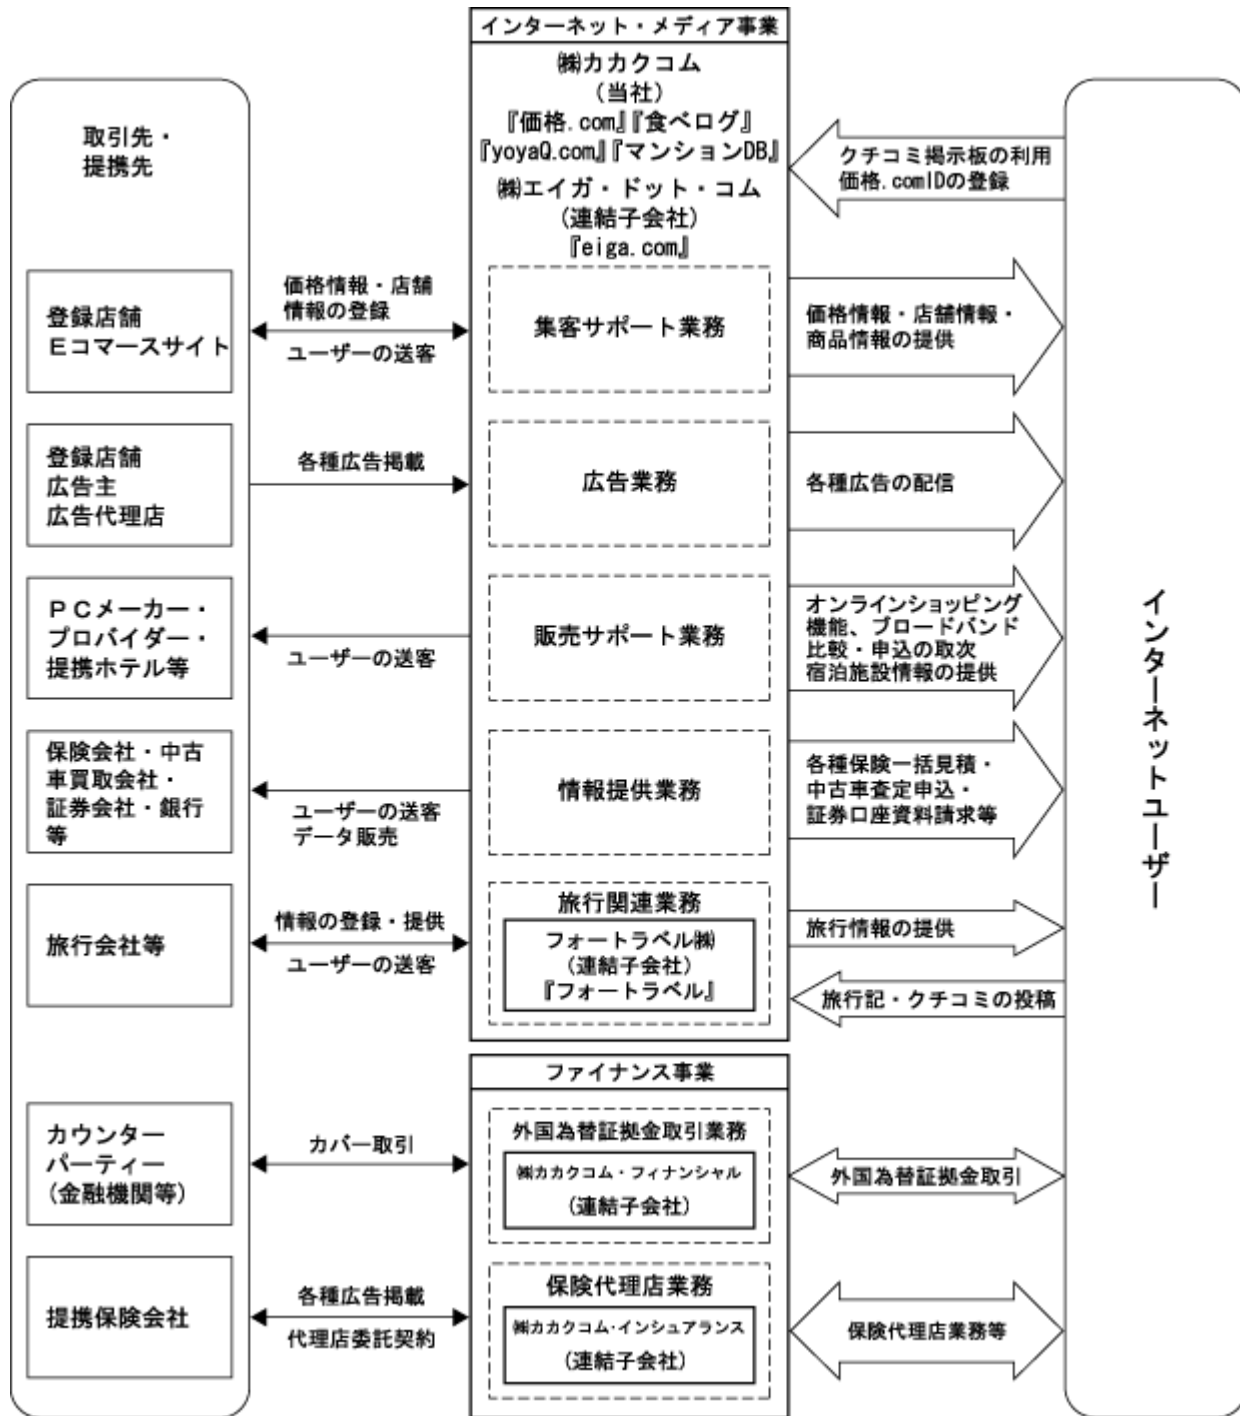 インターネット・メディア事業
㈱カカクコム
(当社)
『価格.com』『食べログ』
『yoyaQ.com』『マンションDB』
㈱エイガ・ドット・コム
(連結子会社)
『eiga.com』
取引先・
提携先
クチコミ掲示板の利用
価格.comIDの登録
登録店舗
Eコマースサイト
価格情報・店舗
情報の登録
ユーザーの送客
集客サポート業務
価格情報・店舗情報・
商品情報の提供
登録店舗
広告主
広告代理店
各種広告掲載
広告業務
各種広告の配信
PCメーカー・
プロバイダー・
提携ホテル等
ユーザーの送客
販売サポート業務
オンラインショッピング
機能、ブロードバンド
比較・申込の取次
宿泊施設情報の提供
保険会社・中古
車買取会社・
証券会社・銀行
等
ユーザーの送客
データ販売
情報提供業務
各種保険一括見積・
中古車査定申込・
証券口座資料請求等
旅行会社等
情報の登録・提供
ユーザーの送客
旅行関連業務
フォートラベル㈱
(連結子会社)
『フォートラベル』
旅行情報の提供
旅行記・クチコミの投稿
インターネットユーザー
ファイナンス事業
カウンター
パーティー
(金融機関等)
カバー取引
外国為替証拠金取引業務
㈱カカクコム・フィナンシャル
(連結子会社)
外国為替証拠金取引
提携保険会社
各種広告掲載
代理店委託契約
保険代理店業務
㈱カカクコム・インシュアランス
(連結子会社)
保険代理店業務等